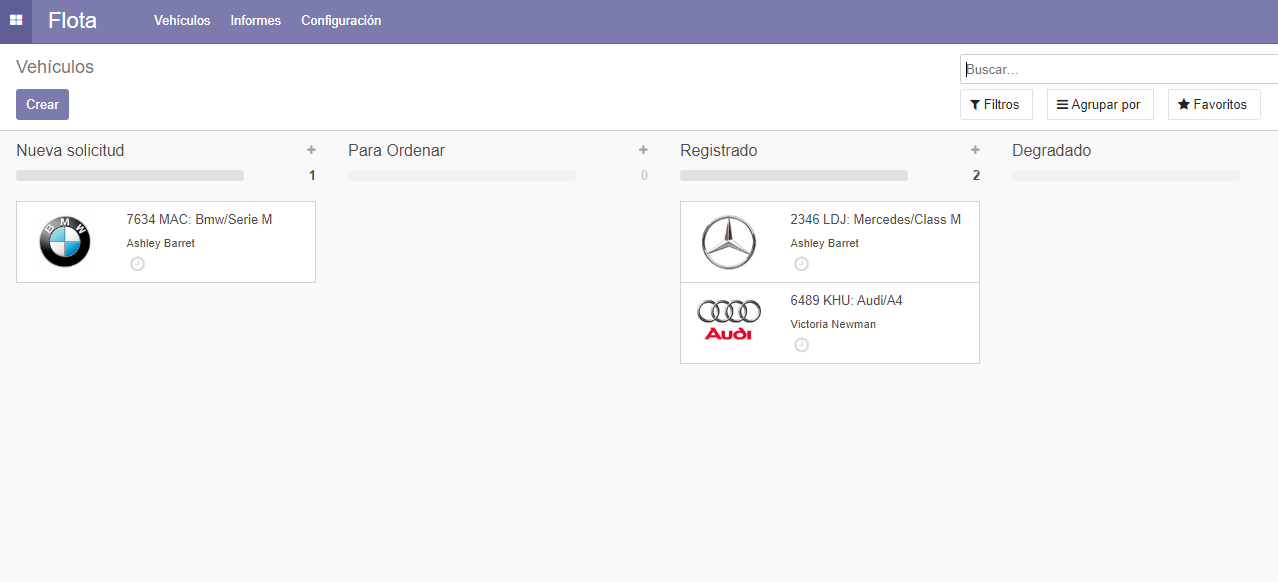 Flota Vehículos Informes Configuración
Vehículos
Buscar...
Crear
Filtros Agrupar por Favoritos
Nueva solicitud + Para Ordenar + Registrado + Degradado
1 0 2
BMW
7634 MAC: Bmw/Serie M
Ashley Barret
2346 LDJ: Mercedes/Class M
Ashley Barret
Audi
6489 KHU: Audi/A4
Victoria Newman